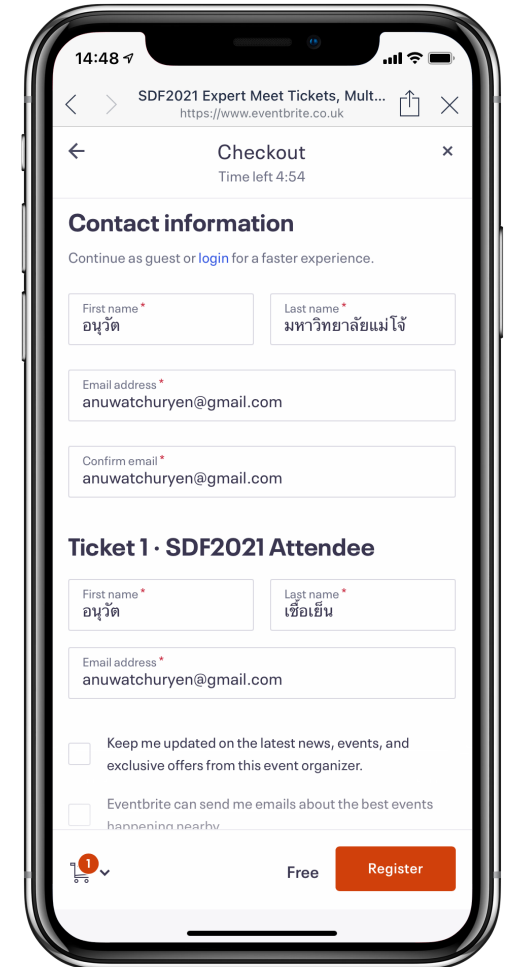 14:48
SDF2021 Expert Meet Tickets, Mult...
https://www.eventbrite.co.uk
Checkout
Time left 4:54
Contact information
Continue as guest or login for a faster experience.
First name *
อนุวัต
Last name *
มหาวิทยาลัยแม่โจ้
Email address *
anuwatchuryen@gmail.com
Confirm email *
anuwatchuryen@gmail.com
Ticket 1 · SDF2021 Attendee
First name *
อนุวัต
Last name *
เชื้อเย็น
Email address *
anuwatchuryen@gmail.com
Keep me updated on the latest news, events, and
exclusive offers from this event organizer.
Eventbrite can send me emails about the best events
happening nearby
1
Free
Register